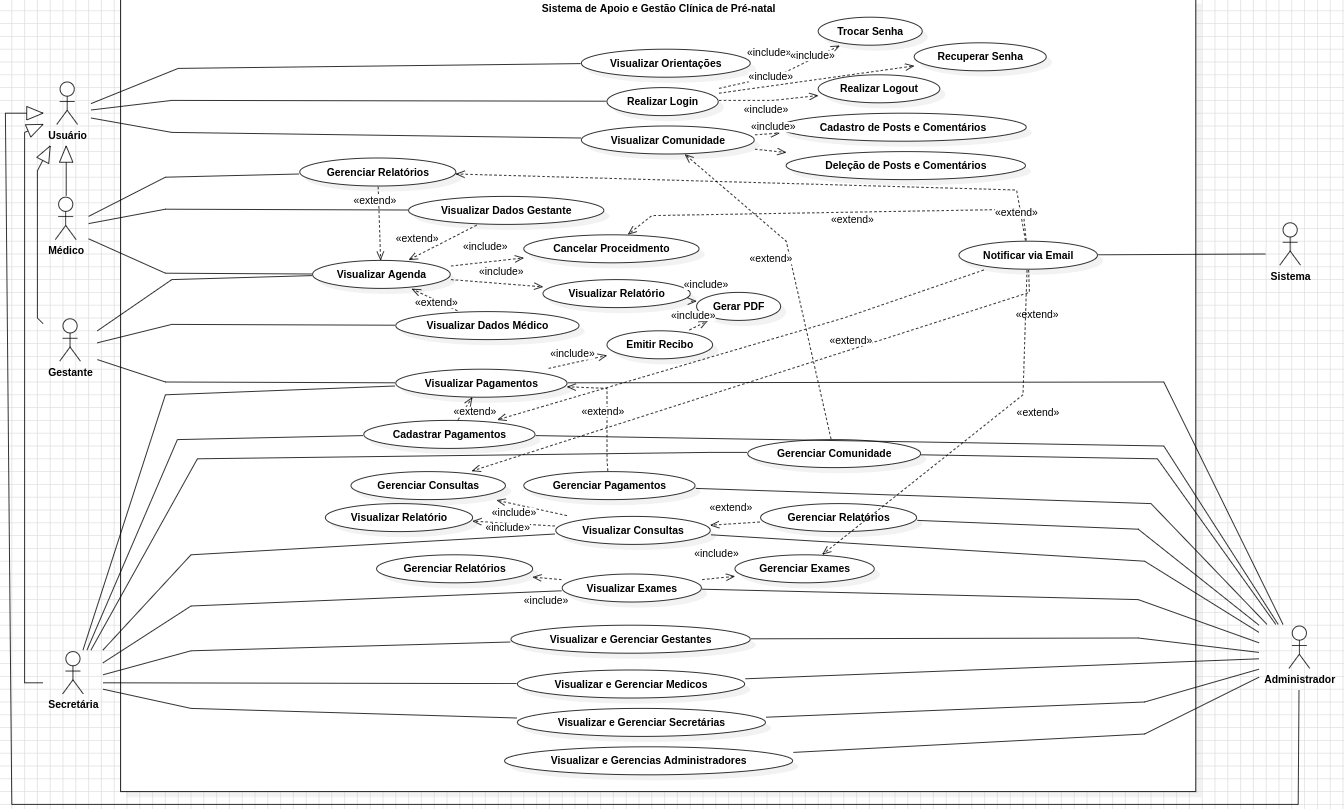 Sistema de Apoio e Gestão Clínica de Pré-natal
Trocar Senha
«include»
«include»
Recuperar Senha
Visualizar Orientações
«include»
Realizar Logout
Realizar Login
«include»
Usuário
Visualizar Comunidade
«include»
Cadastro de Posts e Comentários
Deleção de Posts e Comentários
Gerenciar Relatórios
«extend»
Visualizar Dados Gestante
«extend»
«extend»
Médico
«extend»
«include»
Cancelar Proceidmento
«extend»
Notificar via Email
Sistema
Visualizar Agenda
«include»
Visualizar Relatório
«include»
Gerar PDF
«extend»
«include»
«extend»
Visualizar Dados Médico
Emitir Recibo
«extend»
«include»
Gestante
Visualizar Pagamentos
«extend»
«extend»
«extend»
Cadastrar Pagamentos
Gerenciar Comunidade
Gerenciar Consultas
Gerenciar Pagamentos
«include»
«extend»
Visualizar Relatório
«include»
Visualizar Consultas
Gerenciar Relatórios
«include»
Gerenciar Relatórios
Gerenciar Exames
Visualizar Exames
«include»
Visualizar e Gerenciar Gestantes
Visualizar e Gerenciar Medicos
Administrador
Secretária
Visualizar e Gerenciar Secretárias
Visualizar e Gerencias Administradores